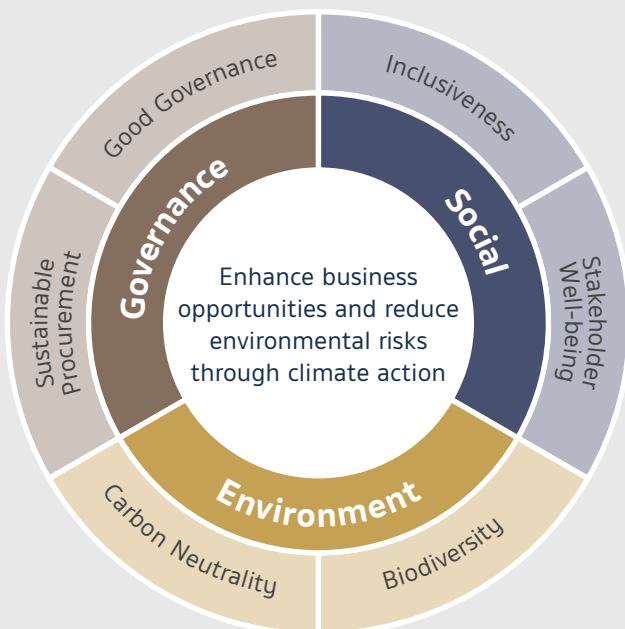 Good Governance
Inclusiveness
Governance
Social
Sustainable
Procurement
Stakeholder
Well-being
Enhance business
opportunities and reduce
environmental risks
through climate action
Environment
Carbon Neutrality
Biodiversity